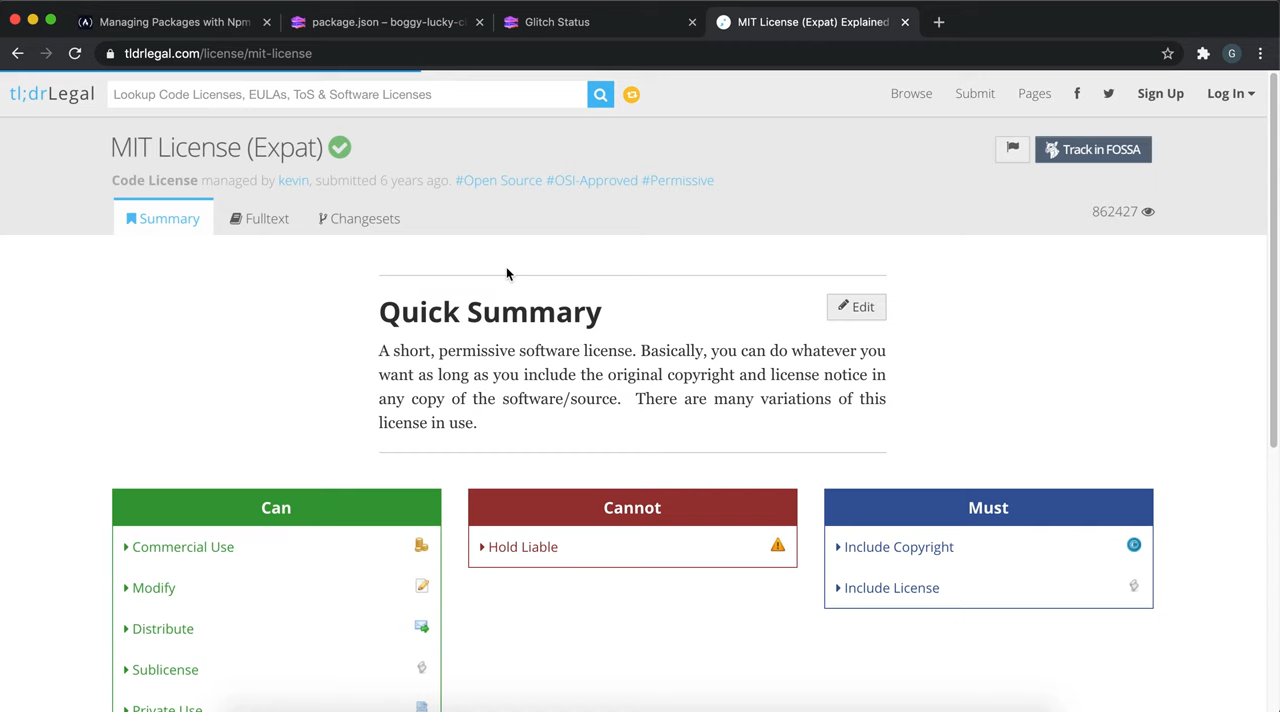 Managing Packages with Npm
package.json – boggy-lucky-c
Glitch Status
MIT License (Expat) Explained
tldrlegal.com/license/mit-license
G
tl;drLegal
Lookup Code Licenses, EULAs, ToS & Software Licenses
Browse
Submit
Pages
Sign Up
Log In
MIT License (Expat)
Track in FOSSA
Code License managed by kevin, submitted 6 years ago. #Open Source #OSI-Approved #Permissive
Summary
Fulltext
Changesets
862427
Quick Summary
Edit
A short, permissive software license. Basically, you can do whatever you
want as long as you include the original copyright and license notice in
any copy of the software/source. There are many variations of this
license in use.
Can
Commercial Use
Modify
Distribute
Sublicense
Private Use
Cannot
Hold Liable
Must
Include Copyright
Include License